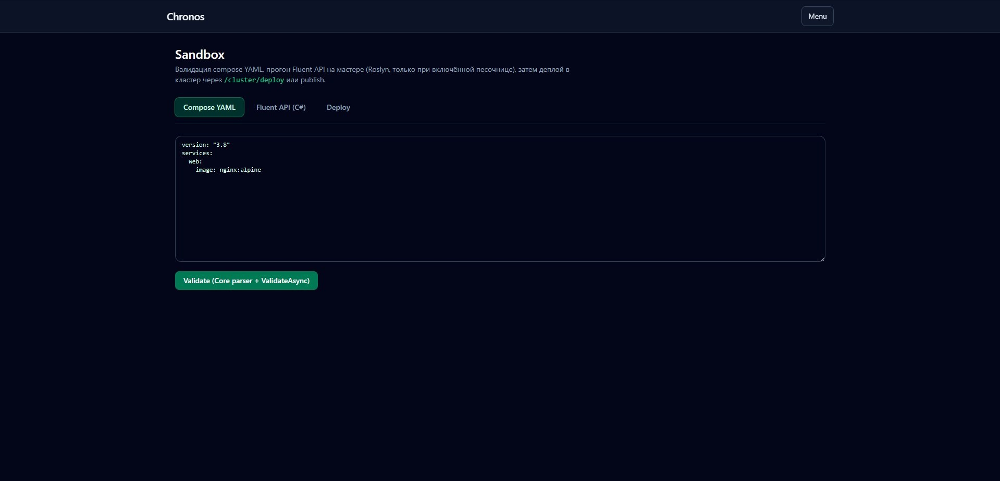 Chronos
Menu
Sandbox
Валидация compose YAML, прогон Fluent API на мастере (Roslyn, только при включённой песочнице), затем деплой в
кластер через /cluster/deploy или publish.
Compose YAML
Fluent API (C#)
Deploy
version: "3.8"
services:
  web:
    image: nginx:alpine
Validate (Core parser + ValidateAsync)